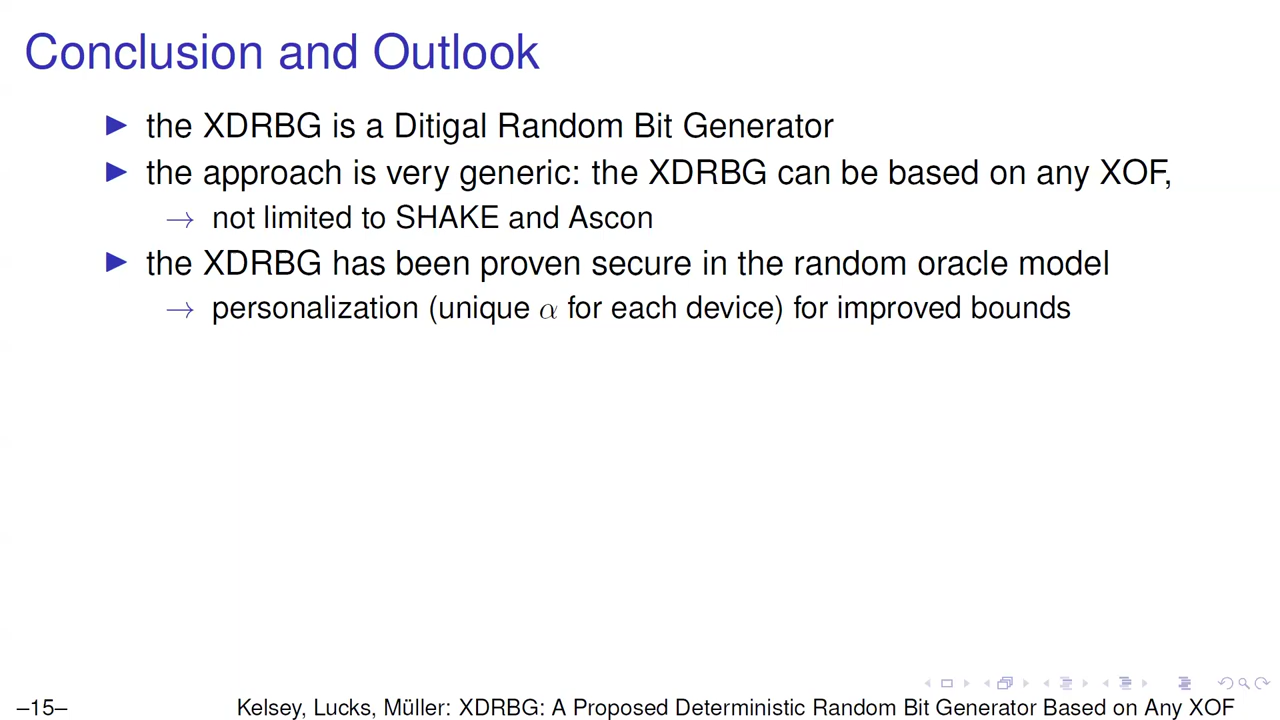 Conclusion and Outlook
▶ the XDRBG is a Ditigal Random Bit Generator
▶ the approach is very generic: the XDRBG can be based on any XOF,
→ not limited to SHAKE and Ascon
▶ the XDRBG has been proven secure in the random oracle model
→ personalization (unique α for each device) for improved bounds
–15– Kelsey, Lucks, Müller: XDRBG: A Proposed Deterministic Random Bit Generator Based on Any XOF